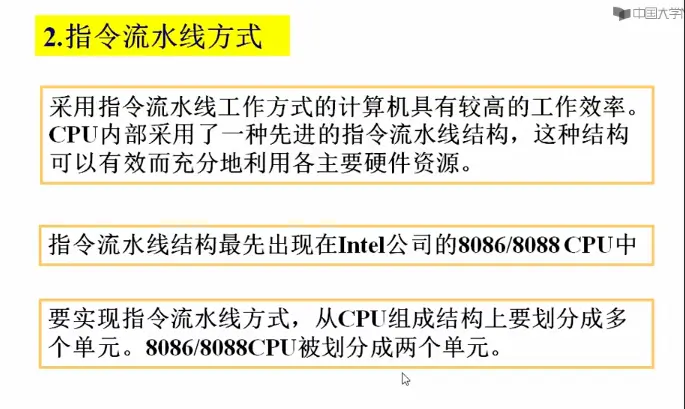 中国大学
2.指令流水线方式
采用指令流水线工作方式的计算机具有较高的工作效率。
CPU内部采用了一种先进的指令流水线结构，这种结构
可以有效而充分地利用各主要硬件资源。
指令流水线结构最先出现在Intel公司的8086/8088 CPU中
要实现指令流水线方式，从CPU组成结构上要划分成多
个单元。8086/8088CPU被划分成两个单元。